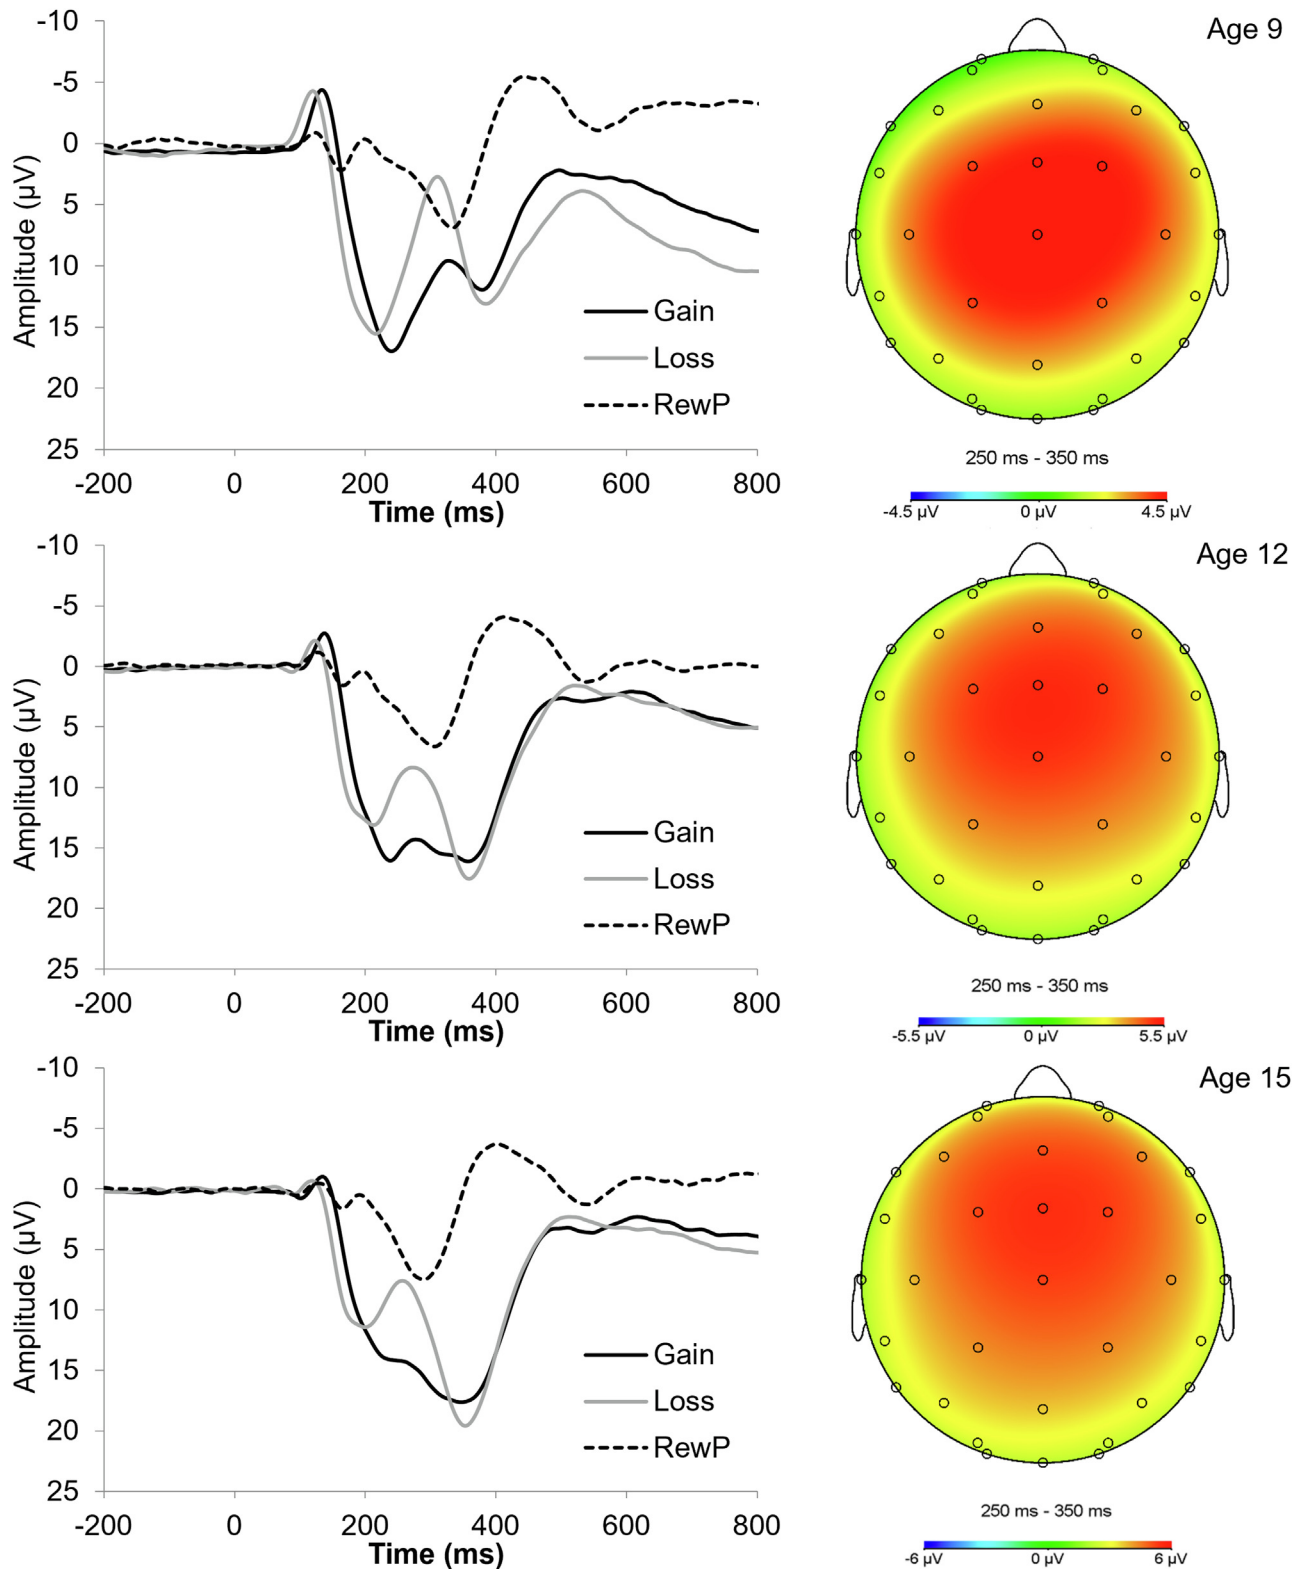 Age 9
-10
-5
0
5
10
15
20
25
Amplitude (µV)
Gain
Loss
RewP
-200 0 200 400 600 800
Time (ms)
250 ms - 350 ms
-4.5 µV 0 µV 4.5 µV
Age 12
-10
-5
0
5
10
15
20
25
Amplitude (µV)
Gain
Loss
RewP
-200 0 200 400 600 800
Time (ms)
250 ms - 350 ms
-5.5 µV 0 µV 5.5 µV
Age 15
-10
-5
0
5
10
15
20
25
Amplitude (µV)
Gain
Loss
RewP
-200 0 200 400 600 800
Time (ms)
250 ms - 350 ms
-6 µV 0 µV 6 µV